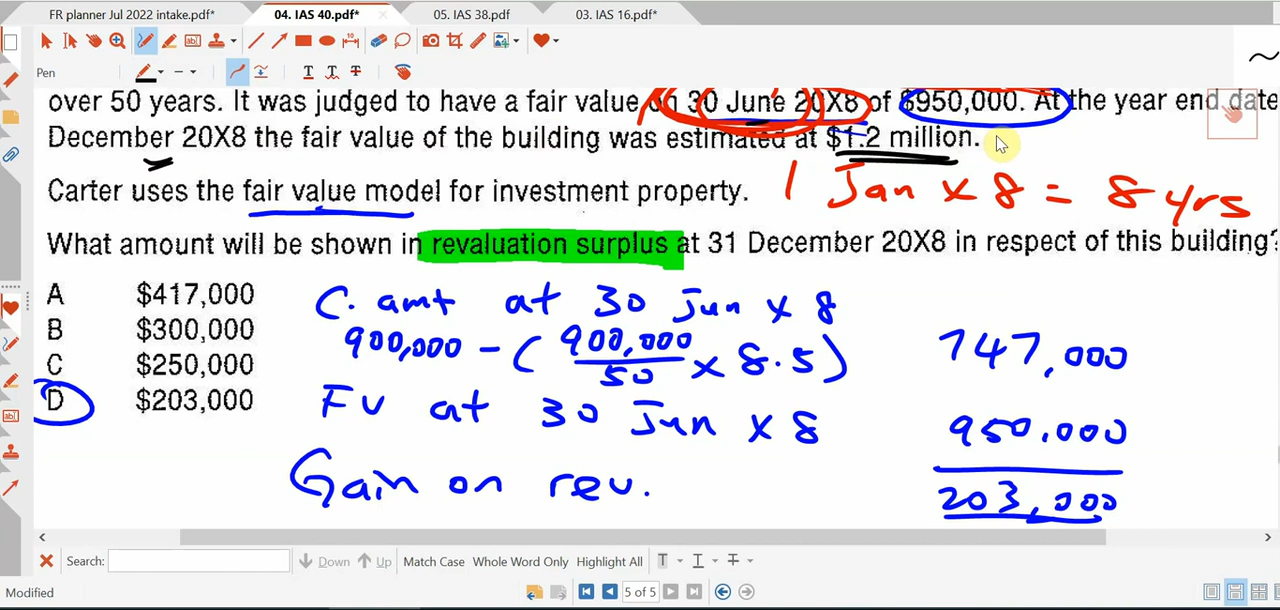 FR planner Jul 2022 intake.pdf* 04. IAS 40.pdf* × 05. IAS 38.pdf 03. IAS 16.pdf*
Pen
over 50 years. It was judged to have a fair value on 30 June 20X8 of $950,000. At the year end date
December 20X8 the fair value of the building was estimated at $1.2 million.
Carter uses the fair value model for investment property. 1 Jan X8 = 8 yrs
What amount will be shown in revaluation surplus at 31 December 20X8 in respect of this building?
A $417,000 C. amt at 30 Jun X8
B $300,000 900,000 - (900,000/50 x 8.5) 747,000
C $250,000
D $203,000 FV at 30 Jun X8 950,000
Gain on rev. 203,000
Search: Down Up Match Case Whole Word Only Highlight All
Modified 5 of 5